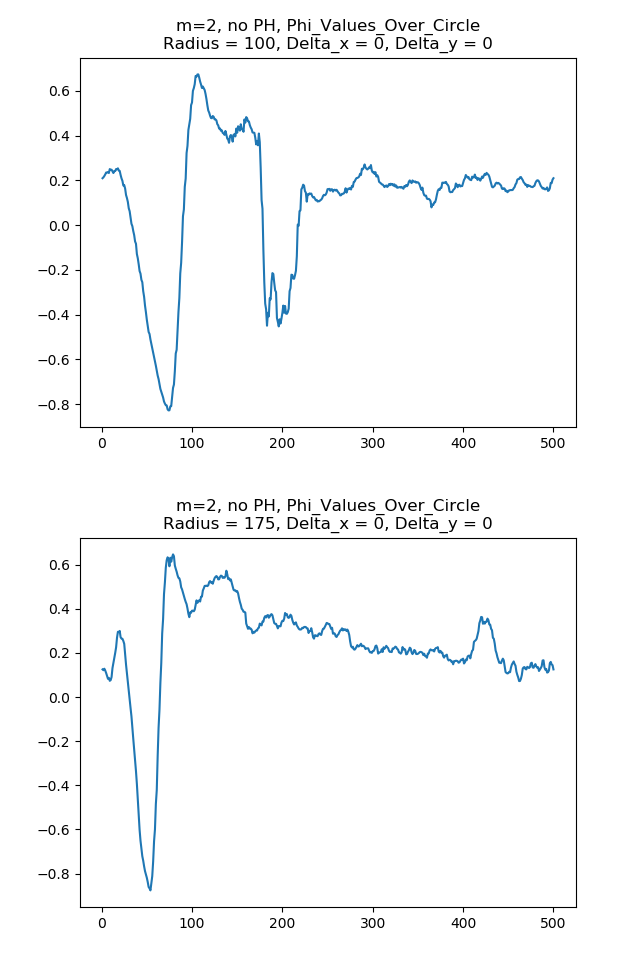 m=2, no PH, Phi_Values_Over_Circle
Radius = 100, Delta_x = 0, Delta_y = 0
0.6
0.4
0.2
0.0
−0.2
−0.4
−0.6
−0.8
0 100 200 300 400 500
m=2, no PH, Phi_Values_Over_Circle
Radius = 175, Delta_x = 0, Delta_y = 0
0.6
0.4
0.2
0.0
−0.2
−0.4
−0.6
−0.8
0 100 200 300 400 500